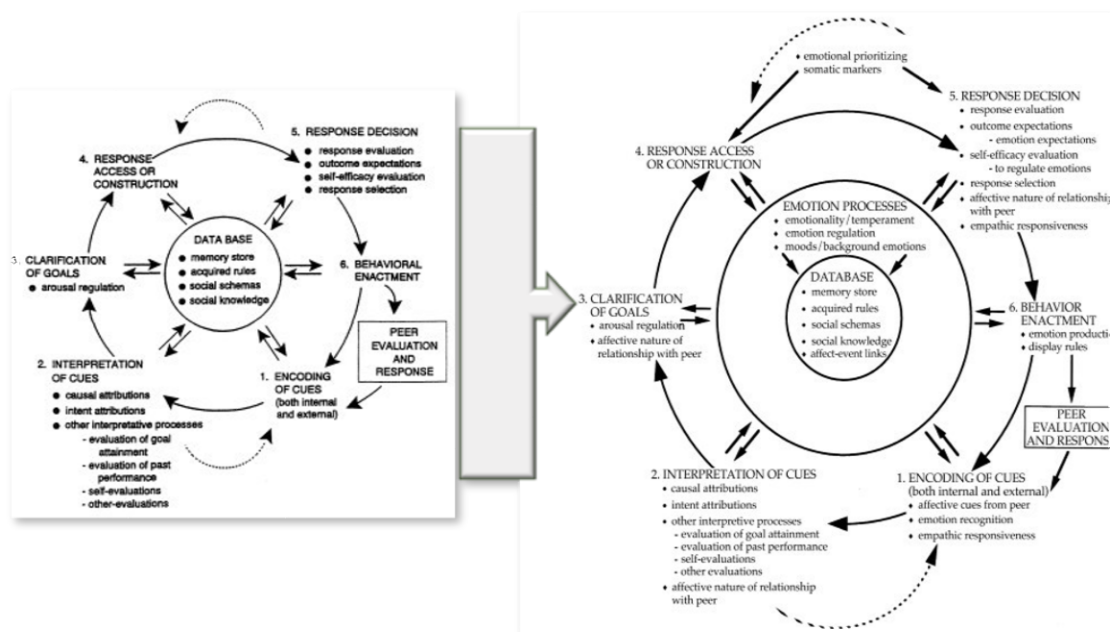 5. RESPONSE DECISION
● response evaluation
● outcome expectations
● self-efficacy evaluation
● response selection
4. RESPONSE
ACCESS OR
CONSTRUCTION
DATA BASE
● memory store
● acquired rules
● social schemas
● social knowledge
3. CLARIFICATION
OF GOALS
● arousal regulation
6. BEHAVIORAL
ENACTMENT
PEER
EVALUATION
AND
RESPONSE
2. INTERPRETATION
OF CUES
● causal attributions
● intent attributions
● other interpretative processes
- evaluation of goal
attainment
- evaluation of past
performance
- self-evaluations
- other-evaluations
1. ENCODING
OF CUES
(both internal
and external)
♦ emotional prioritizing
somatic markers
5. RESPONSE DECISION
♦ response evaluation
♦ outcome expectations
- emotion expectations
♦ self-efficacy evaluation
- to regulate emotions
♦ response selection
♦ affective nature of relationship
with peer
♦ empathic responsiveness
4. RESPONSE ACCESS
OR CONSTRUCTION
EMOTION PROCESSES
♦ emotionality/temperament
♦ emotion regulation
♦ moods/background emotions
DATABASE
♦ memory store
♦ acquired rules
♦ social schemas
♦ social knowledge
♦ affect-event links
3. CLARIFICATION
OF GOALS
♦ arousal regulation
♦ affective nature of
relationship with peer
6. BEHAVIOR
ENACTMENT
♦ emotion producti
♦ display rules
PEER
EVALUATION
AND RESPONS
2. INTERPRETATION OF CUES
♦ causal attributions
♦ intent attributions
♦ other interpretive processes
- evaluation of goal attainment
- evaluation of past performance
- self-evaluations
- other evaluations
♦ affective nature of relationship
with peer
1. ENCODING OF CUES
(both internal and external)
♦ affective cues from peer
♦ emotion recognition
♦ empathic responsiveness